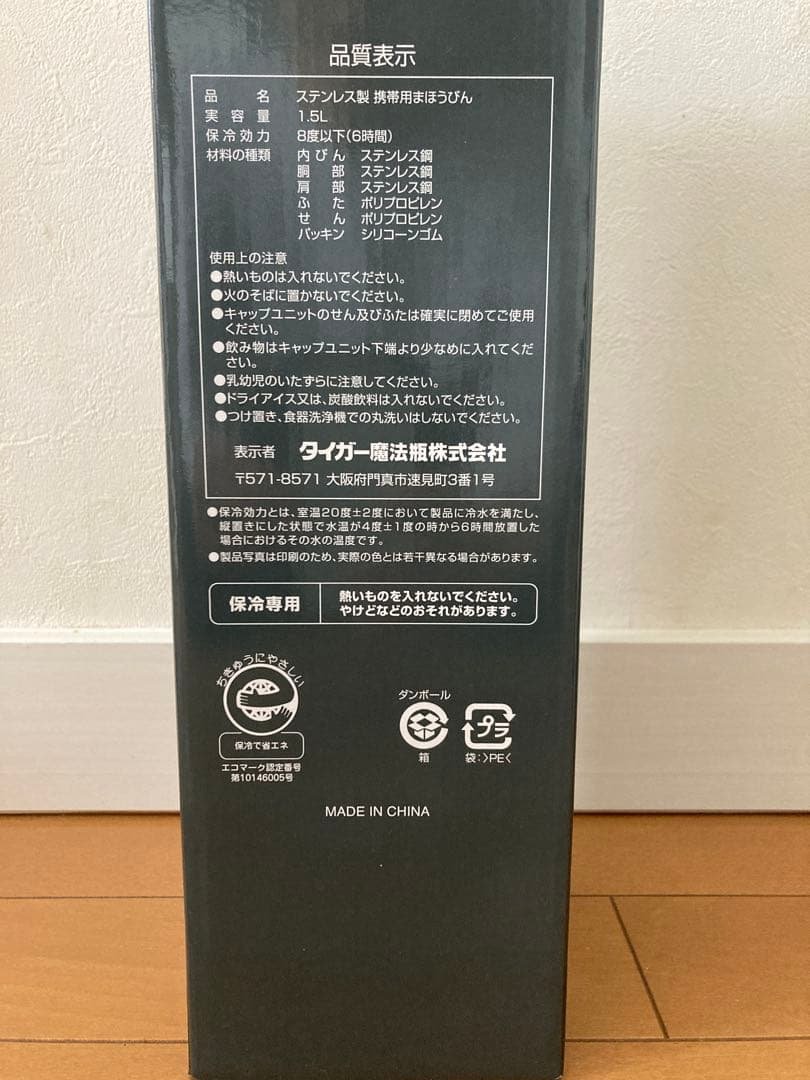 品質表示
品名 ステンレス製 携帯用まほうびん
実容量 1.5L
保冷効力 8度以下(6時間)
材料の種類 内びん ステンレス鋼
胴部 ステンレス鋼
肩部 ステンレス鋼
ふた ポリプロピレン
せん ポリプロピレン
パッキン シリコーンゴム
使用上の注意
●熱いものは入れないでください。
●火のそばに置かないでください。
●キャップユニットのせん及びふたは確実に閉めてご使用
ください。
●飲み物はキャップユニット下端より少なめに入れてくだ
さい。
●乳幼児のいたずらに注意してください。
●ドライアイス又は、炭酸飲料は入れないでください。
●つけ置き、食器洗浄機での丸洗いはしないでください。
表示者 タイガー魔法瓶株式会社
〒571-8571 大阪府門真市速見町3番1号
●保冷効力とは、室温20度±2度において製品に冷水を満たし、
縦置きにした状態で水温が4度±1度の時から6時間放置した
場合におけるその水の温度です。
●製品写真は印刷のため、実際の色とは若干異なる場合があります。
保冷専用 熱いものを入れないでください。
やけどなどのおそれがあります。
ちきゅうにやさしい
保冷で省エネ
エコマーク認定番号
第10146005号
ダンボール
箱
プラ
袋:>PE<
MADE IN CHINA